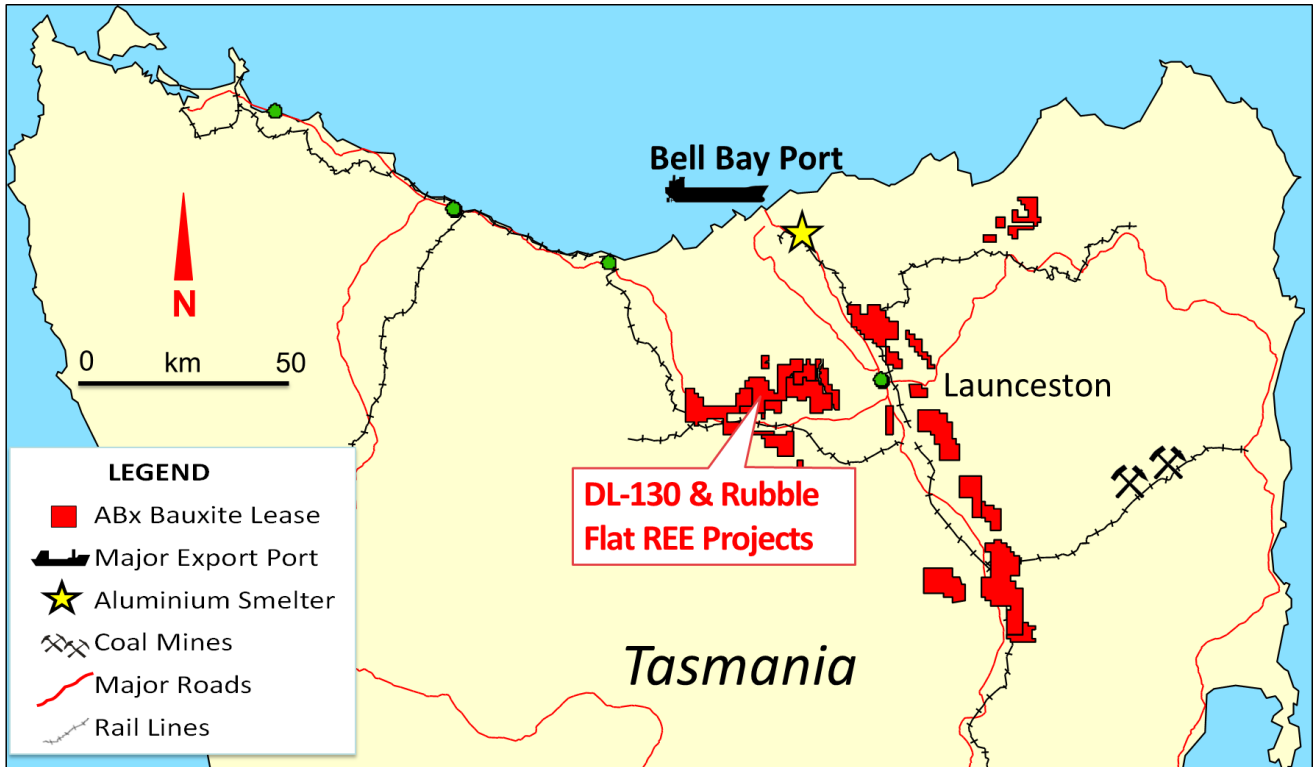 Bell Bay Port
N
0 km 50
Launceston
DL-130 & Rubble
Flat REE Projects
Tasmania
LEGEND
ABx Bauxite Lease
Major Export Port
Aluminium Smelter
Coal Mines
Major Roads
Rail Lines